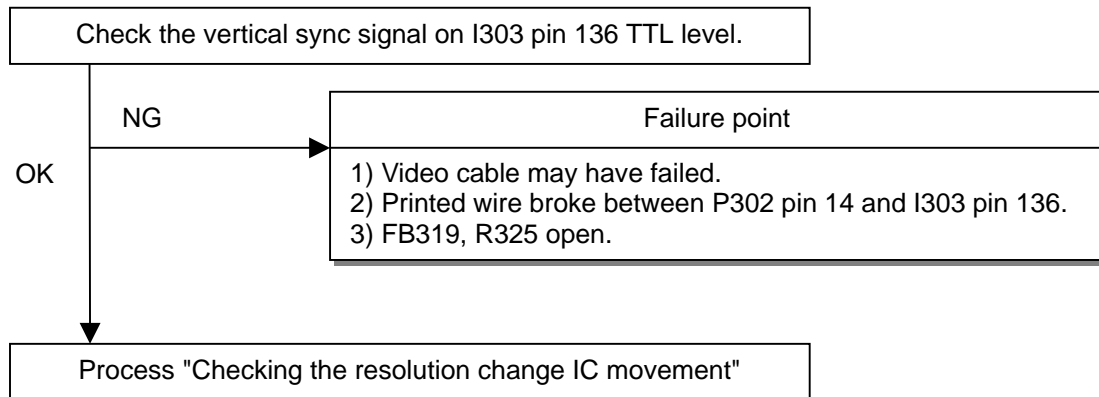 Check the vertical sync signal on I303 pin 136 TTL level.
NG
Failure point
OK
1) Video cable may have failed.
2) Printed wire broke between P302 pin 14 and I303 pin 136.
3) FB319, R325 open.
Process "Checking the resolution change IC movement"